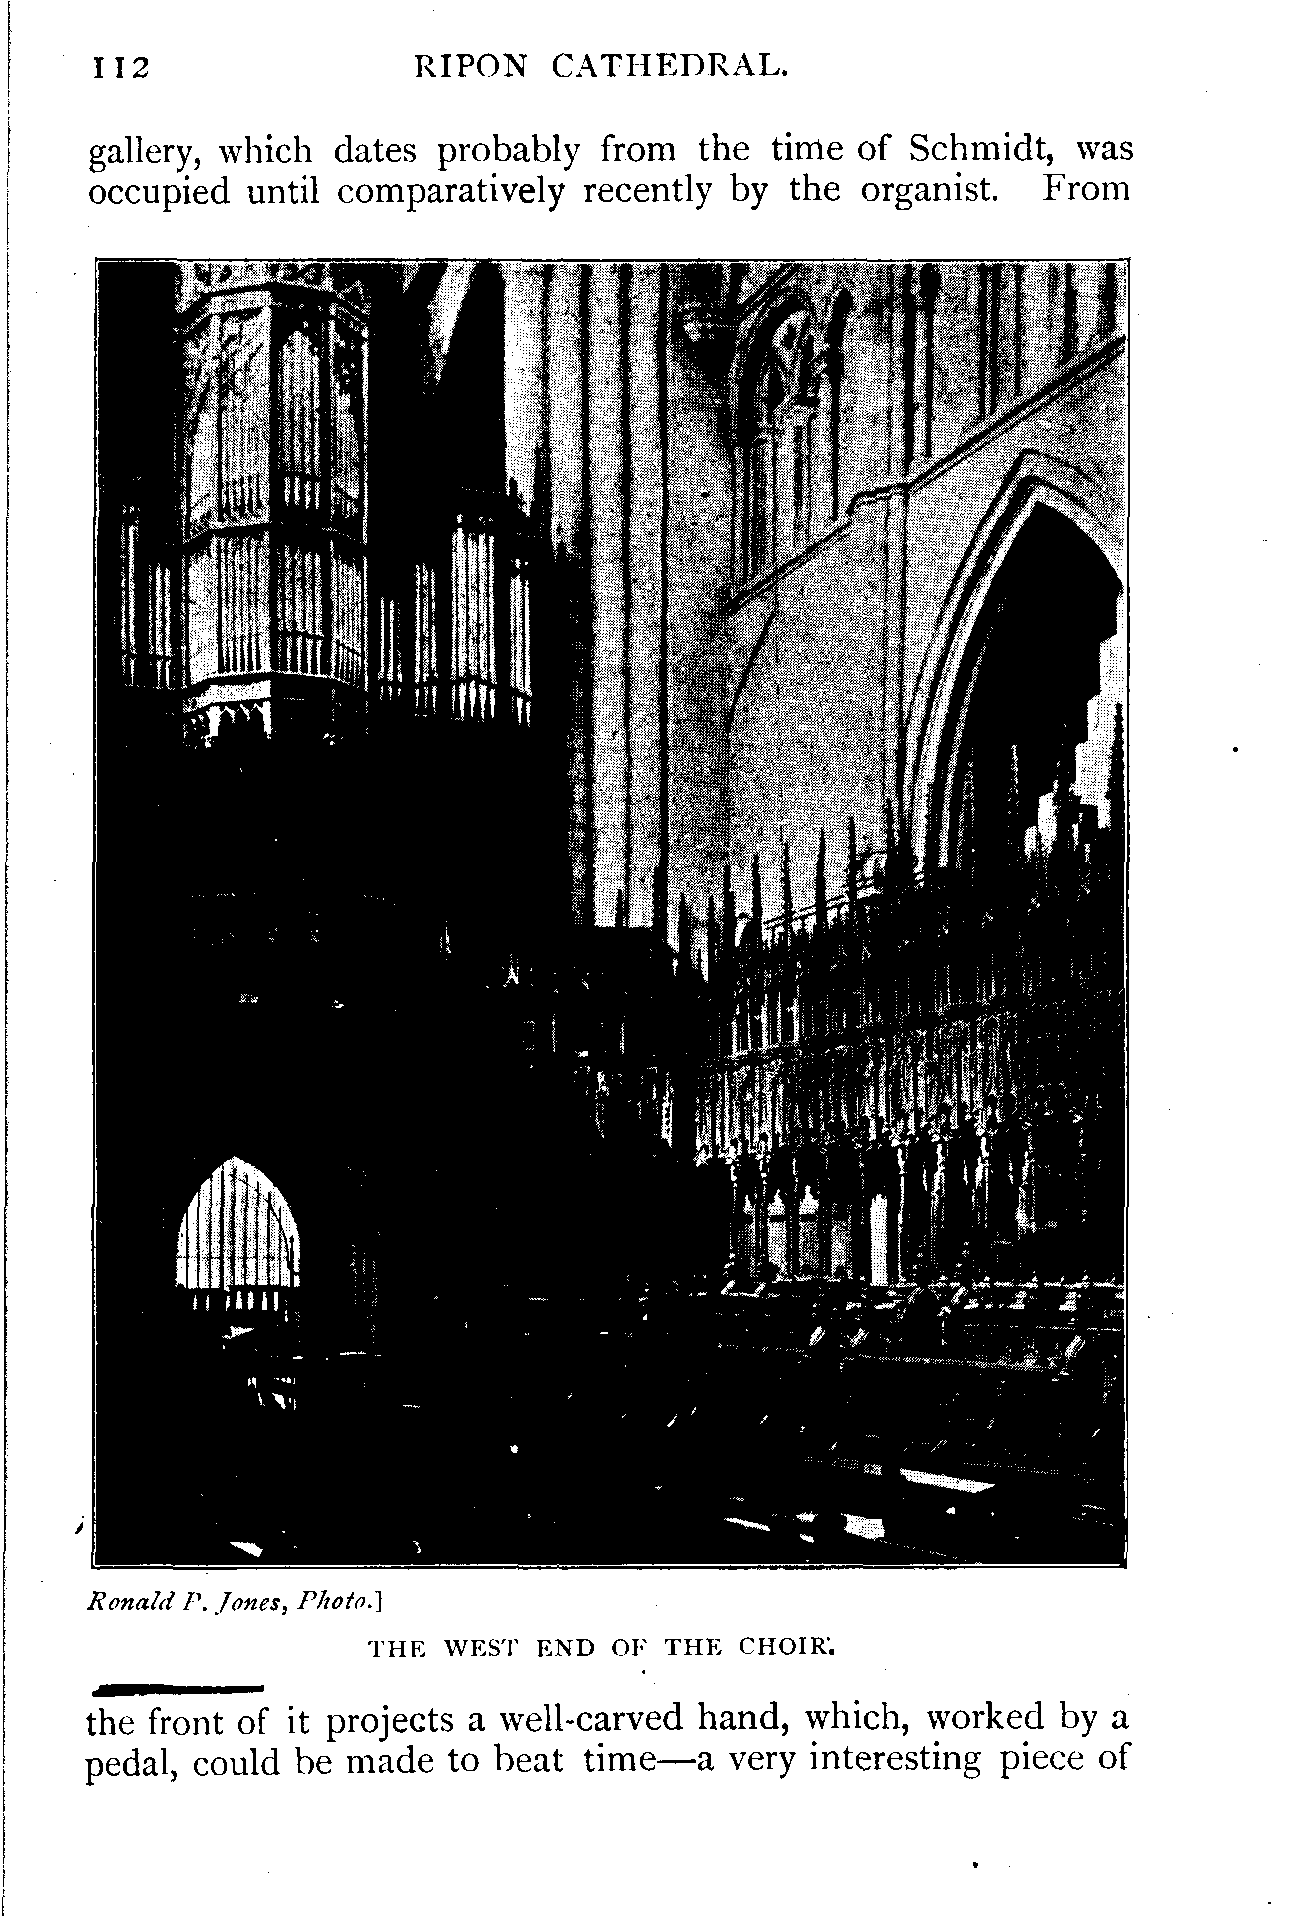 112 RIPON CATHEDRAL.
gallery, which dates probably from the time of Schmidt, was
occupied until comparatively recently by the organist. From
Ronald P. Jones, Photo.]
THE WEST END OF THE CHOIR.
the front of it projects a well-carved hand, which, worked by a
pedal, could be made to beat time—a very interesting piece of